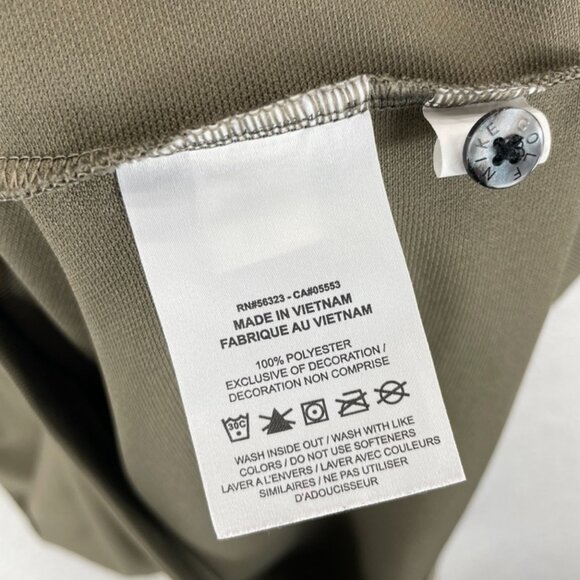 NIKE GOLF
RN#56323 - CA#05553
MADE IN VIETNAM
FABRIQUE AU VIETNAM
100% POLYESTER
EXCLUSIVE OF DECORATION /
DECORATION NON COMPRISE
30C
WASH INSIDE OUT / WASH WITH LIKE
COLORS / DO NOT USE SOFTENERS
LAVER A L'ENVERS / LAVER AVEC COULEURS
SIMILAIRES / NE PAS UTILISER
D'ADOUCISSEUR